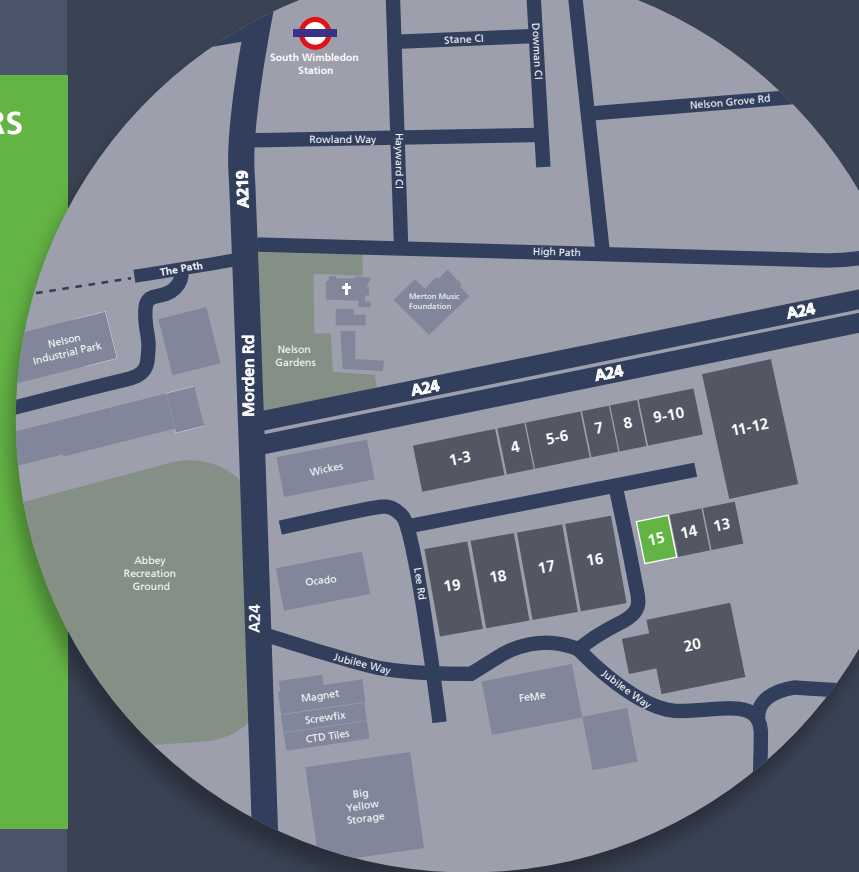 RS
South Wimbledon
Station
Stane Cl
Dowman Cl
Nelson Grove Rd
Rowland Way
Hayward Cl
A219
High Path
The Path
Nelson
Industrial Park
Merton Music
Foundation
Nelson
Gardens
Morden Rd
A24
A24
A24
Wickes
1-3
4
5-6
7
8
9-10
11-12
15
14
13
Abbey
Recreation
Ground
Ocado
Lee Rd
19
18
17
16
A24
Jubilee Way
20
Jubilee Way
Magnet
Screwfix
CTD Tiles
FeMe
Big
Yellow
Storage